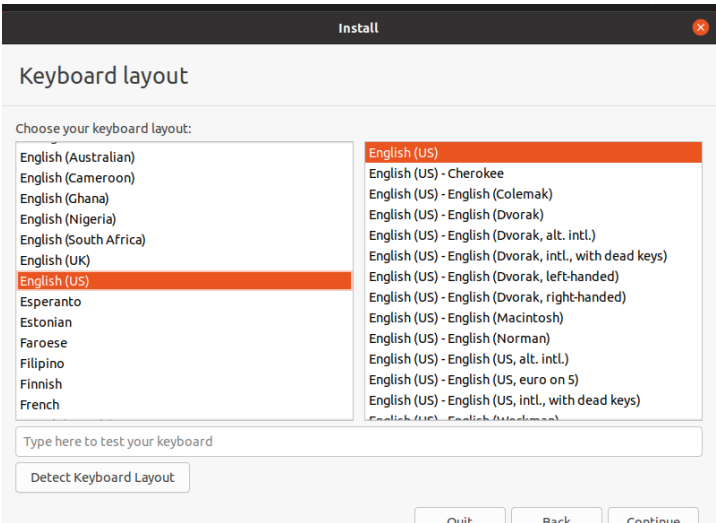 Install
Keyboard layout
Choose your keyboard layout:
English (Australian)
English (Cameroon)
English (Ghana)
English (Nigeria)
English (South Africa)
English (UK)
English (US)
Esperanto
Estonian
Faroese
Filipino
Finnish
French
English (US)
English (US) - Cherokee
English (US) - English (Colemak)
English (US) - English (Dvorak)
English (US) - English (Dvorak, alt. intl.)
English (US) - English (Dvorak, intl., with dead keys)
English (US) - English (Dvorak, left-handed)
English (US) - English (Dvorak, right-handed)
English (US) - English (Macintosh)
English (US) - English (Norman)
English (US) - English (US, alt. intl.)
English (US) - English (US, euro on 5)
English (US) - English (US, intl., with dead keys)
English (US) - English (Workman)
Type here to test your keyboard
Detect Keyboard Layout
Quit Back Continue